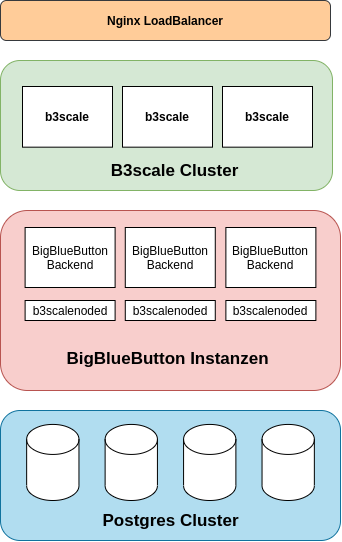 Nginx LoadBalancer
b3scale b3scale b3scale
B3scale Cluster
BigBlueButton BigBlueButton BigBlueButton
Backend Backend Backend
b3scalenoded b3scalenoded b3scalenoded
BigBlueButton Instanzen
Postgres Cluster